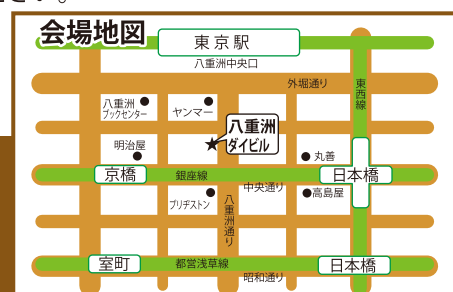 さい。
会場地図
東京駅
八重洲中央口
外堀通り
東西線
八重洲
ブックセンター
ヤンマー
八重洲
ダイビル
明治屋
丸善
京橋
銀座線
中央通り
日本橋
ブリヂストン
高島屋
八重洲通り
室町
都営浅草線
昭和通り
日本橋